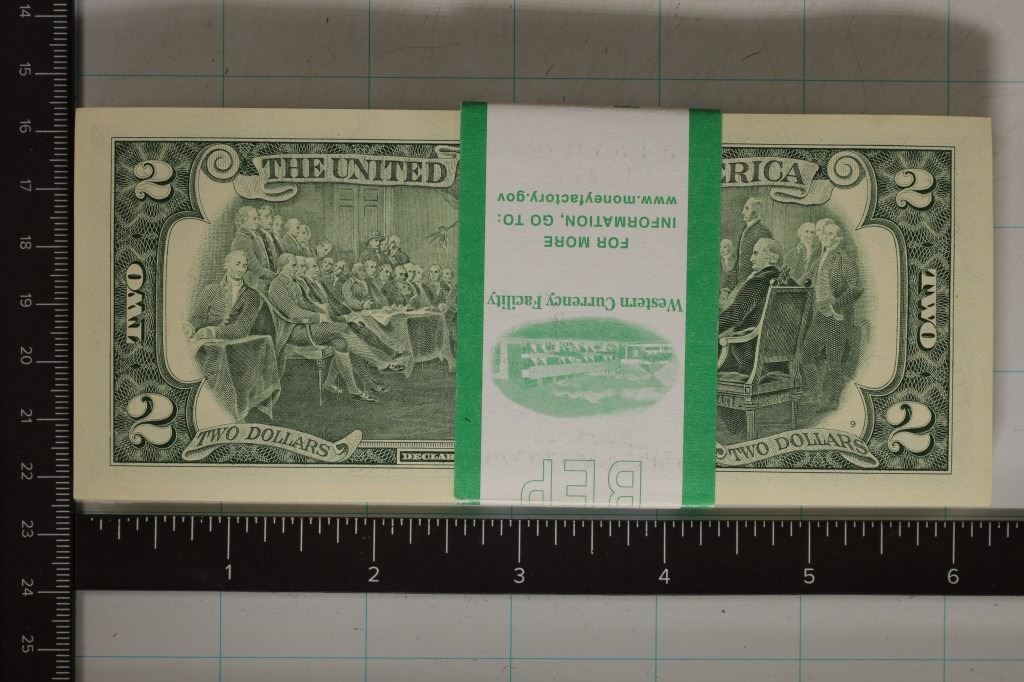 14
15
16
17
18
19
20
21
22
23
24
25
2
THE UNITED
ERICA
2
TWO
TWO
2
TWO DOLLARS
DECLAR
9
TWO DOLLARS
2
BEP
Western Currency Facility
FOR MORE
INFORMATION, GO TO:
www.moneyfactory.gov
1 2 3 4 5 6